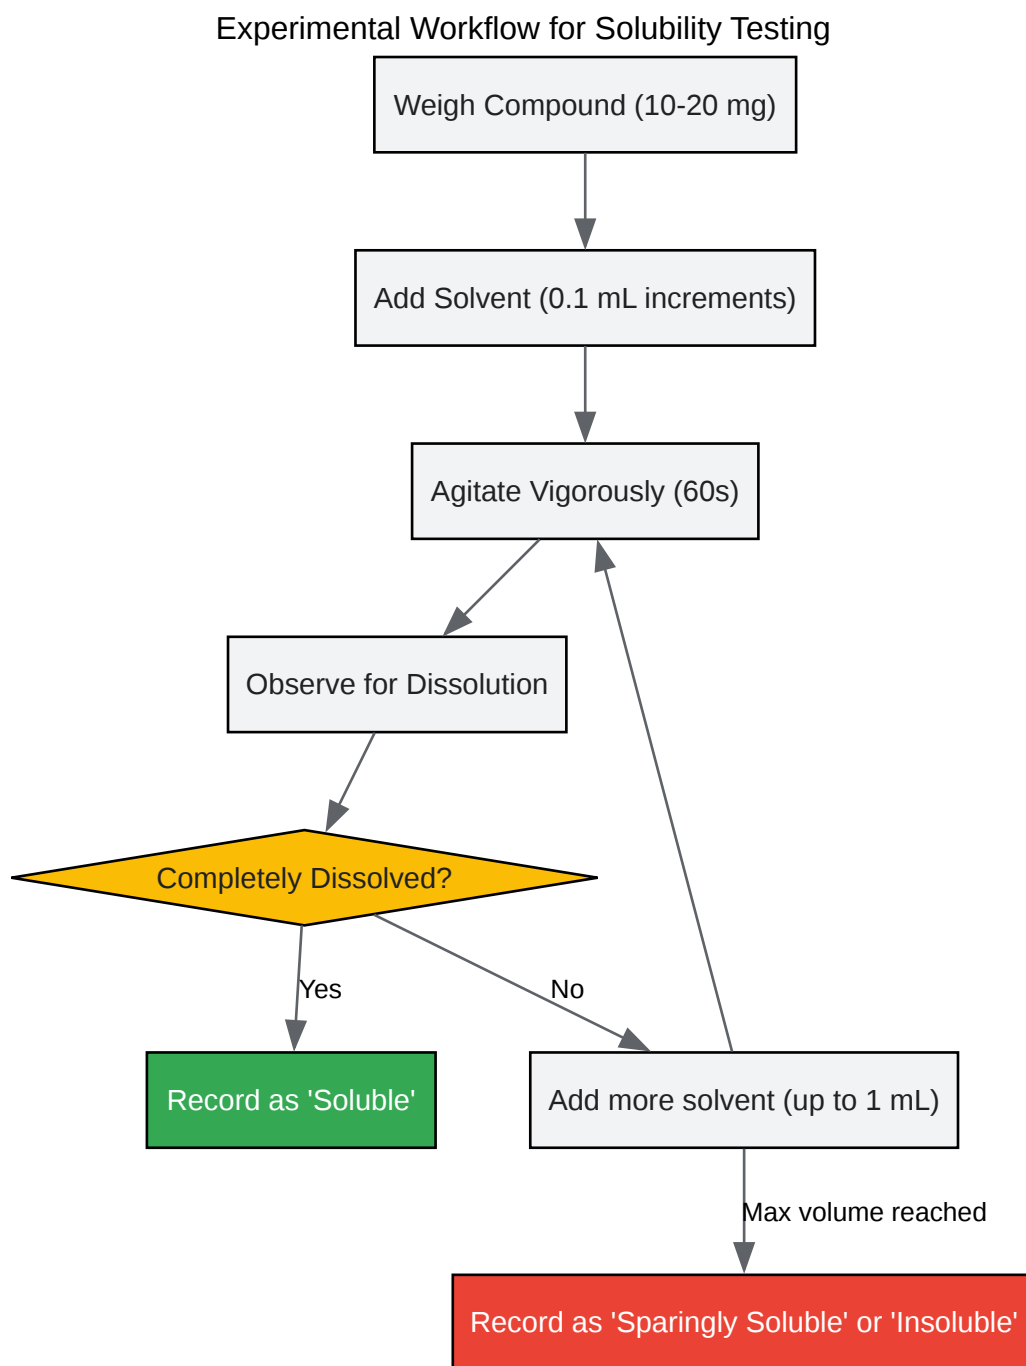 Experimental Workflow for Solubility Testing
Weigh Compound (10-20 mg)
Add Solvent (0.1 mL increments)
Agitate Vigorously (60s)
Observe for Dissolution
Completely Dissolved?
Yes
No
Record as 'Soluble'
Add more solvent (up to 1 mL)
Max volume reached
Record as 'Sparingly Soluble' or 'Insoluble'